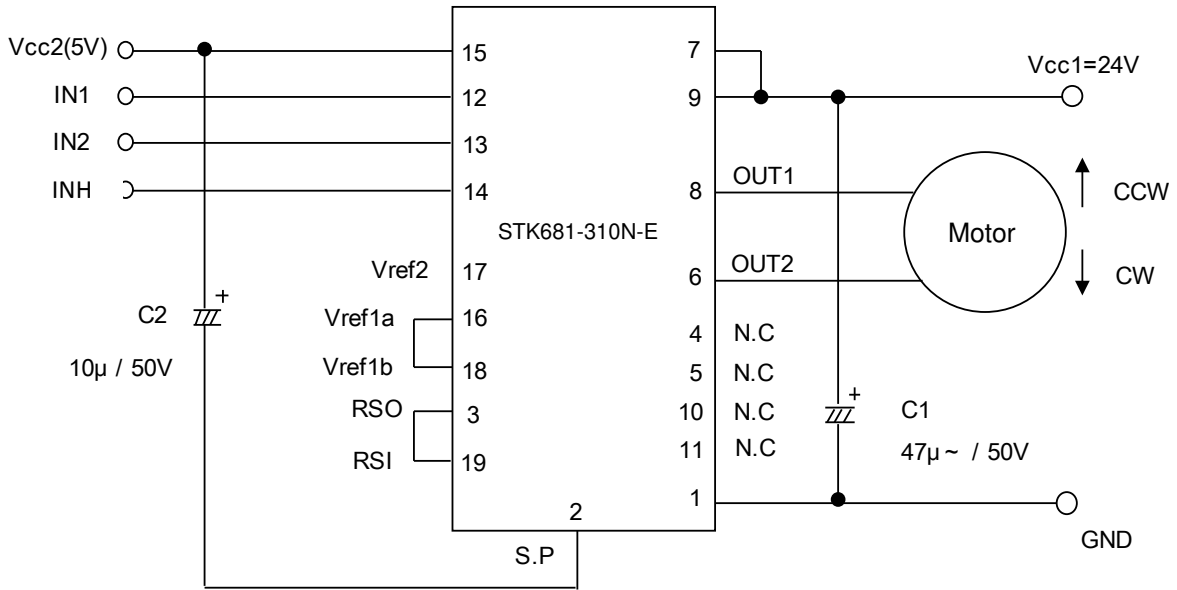 Vcc2(5V)
IN1
IN2
INH
15
12
13
14
STK681-310N-E
Vref2
17
Vref1a
16
Vref1b
18
RSO
3
RSI
19
C2
+
10µ / 50V
2
S.P
7
9
Vcc1=24V
8
OUT1
6
OUT2
Motor
CCW
CW
4
N.C
5
N.C
10
N.C
11
N.C
1
+
C1
47µ ~ / 50V
GND